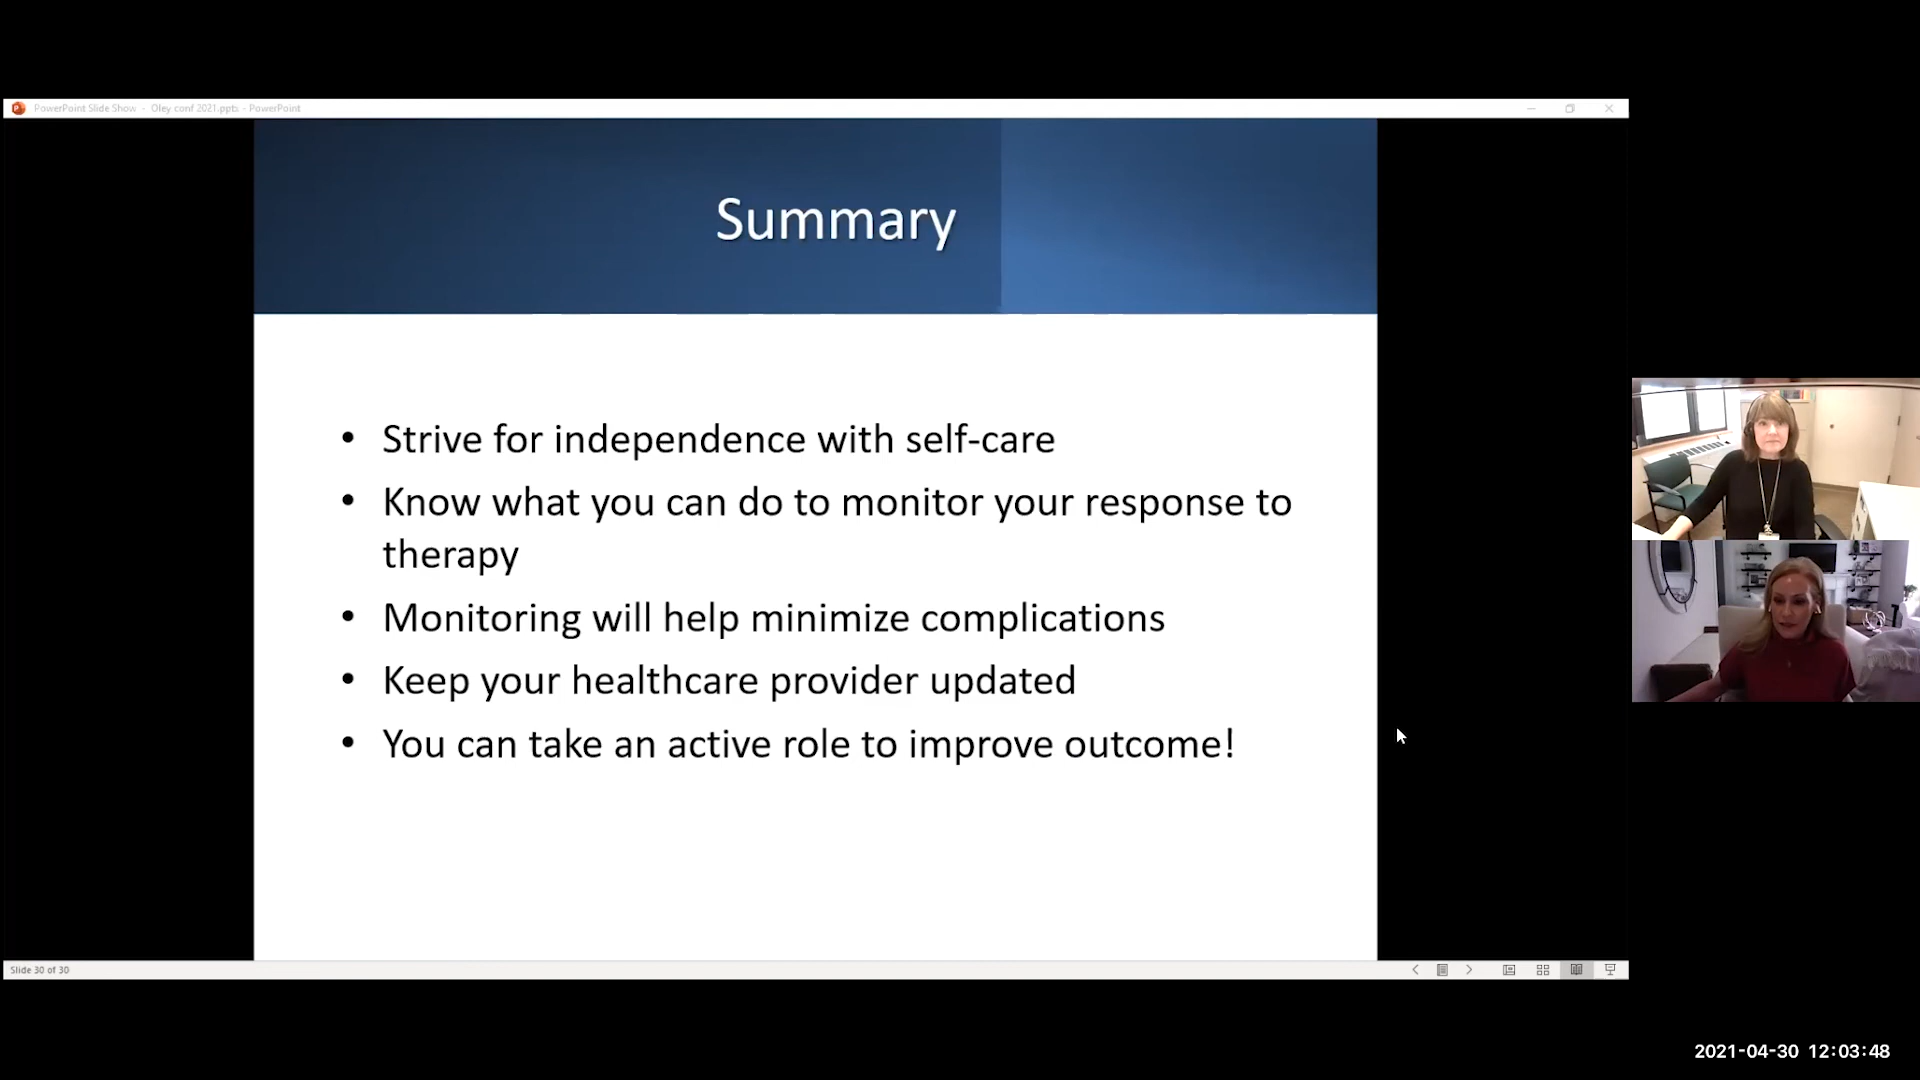 PowerPoint Slide Show - Oley conf 2021.ppts - PowerPoint
Summary
• Strive for independence with self-care
• Know what you can do to monitor your response to
therapy
• Monitoring will help minimize complications
• Keep your healthcare provider updated
• You can take an active role to improve outcome!
Slide 30 of 30
2021-04-30 12:03:48